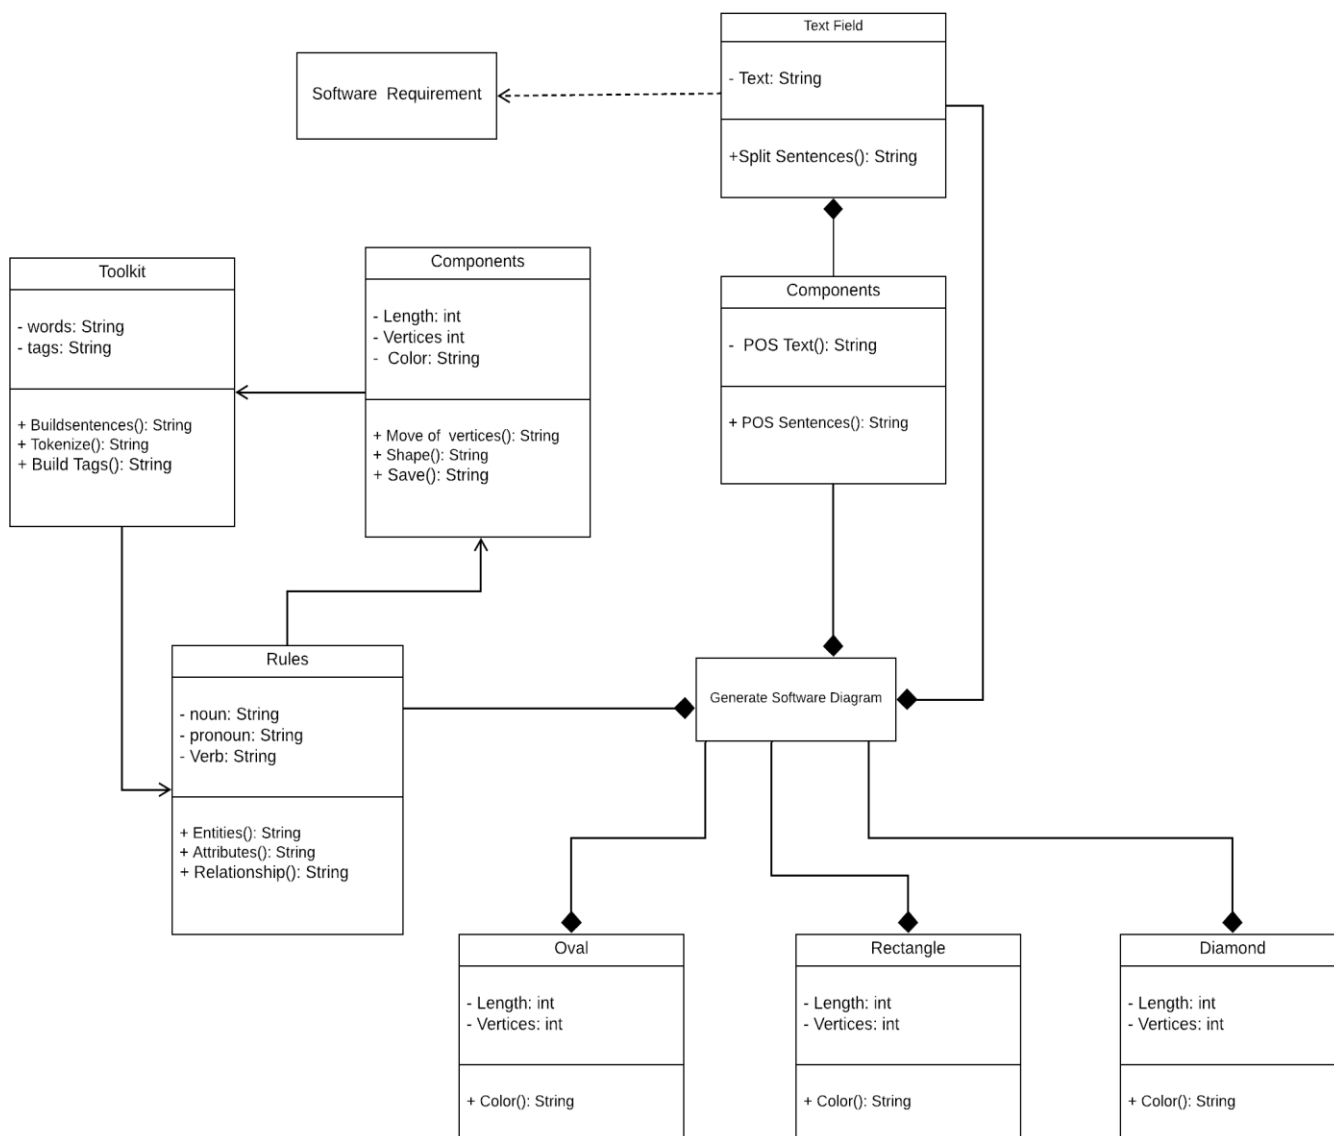 Text Field
- Text: String
+Split Sentences(): String
Software Requirement
Toolkit
- words: String
- tags: String
+ Buildsentences(): String
+ Tokenize(): String
+ Build Tags(): String
Components
- Length: int
- Vertices int
- Color: String
+ Move of vertices(): String
+ Shape(): String
+ Save(): String
Components
- POS Text(): String
+ POS Sentences(): String
Rules
- noun: String
- pronoun: String
- Verb: String
+ Entities(): String
+ Attributes(): String
+ Relationship(): String
Generate Software Diagram
Oval
- Length: int
- Vertices: int
+ Color(): String
Rectangle
- Length: int
- Vertices: int
+ Color(): String
Diamond
- Length: int
- Vertices: int
+ Color(): String